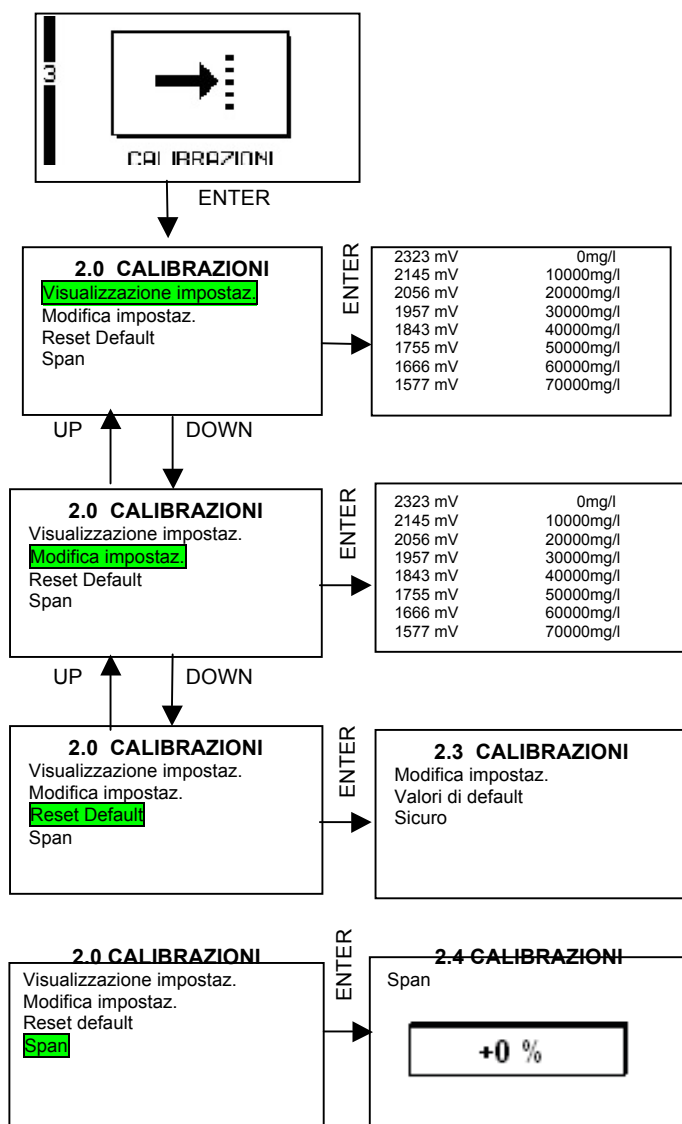 3
CALIBRAZIONI
ENTER
2.0 CALIBRAZIONI
Visualizzazione impostaz.
Modifica impostaz.
Reset Default
Span
ENTER
2323 mV 0mg/l
2145 mV 10000mg/l
2056 mV 20000mg/l
1957 mV 30000mg/l
1843 mV 40000mg/l
1755 mV 50000mg/l
1666 mV 60000mg/l
1577 mV 70000mg/l
UP DOWN
2.0 CALIBRAZIONI
Visualizzazione impostaz.
Modifica impostaz.
Reset Default
Span
ENTER
2323 mV 0mg/l
2145 mV 10000mg/l
2056 mV 20000mg/l
1957 mV 30000mg/l
1843 mV 40000mg/l
1755 mV 50000mg/l
1666 mV 60000mg/l
1577 mV 70000mg/l
UP DOWN
2.0 CALIBRAZIONI
Visualizzazione impostaz.
Modifica impostaz.
Reset Default
Span
ENTER
2.3 CALIBRAZIONI
Modifica impostaz.
Valori di default
Sicuro
2.0 CALIBRAZIONI
Visualizzazione impostaz.
Modifica impostaz.
Reset default
Span
ENTER
2.4 CALIBRAZIONI
Span
+0 %